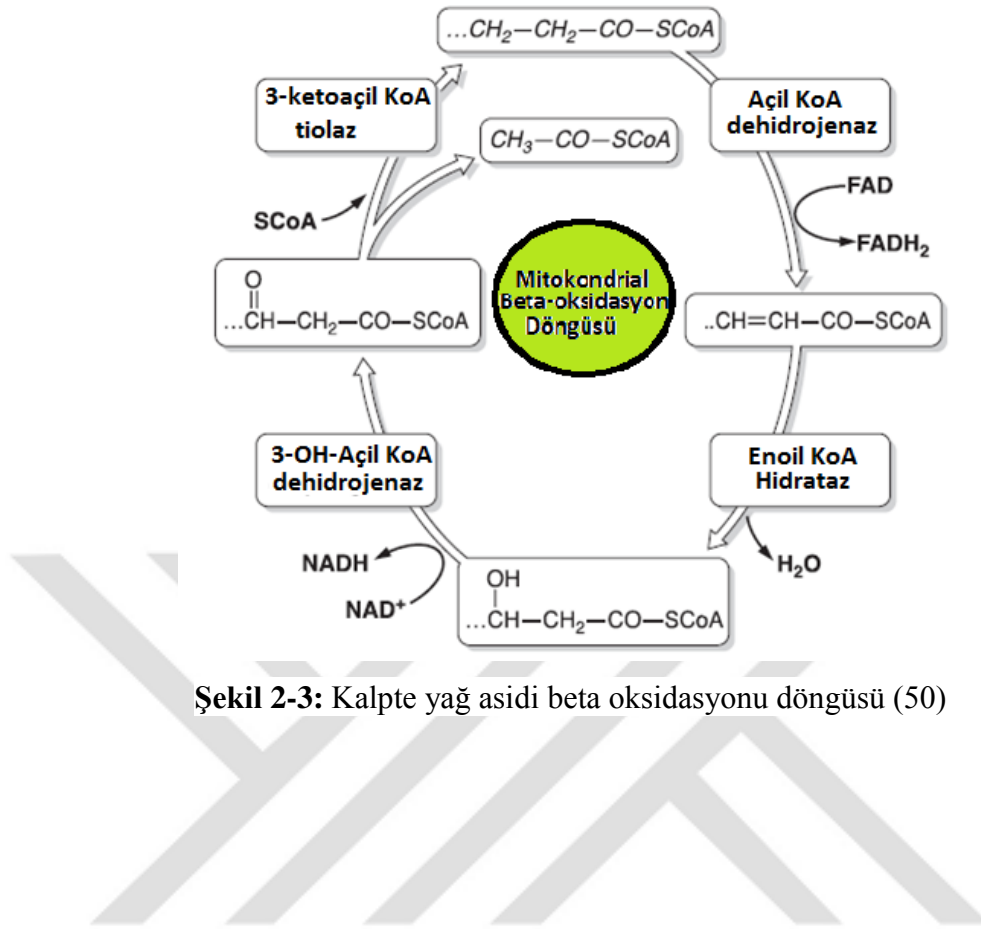 ...CH₂—CH₂—CO—SCoA
3-ketoaçil KoA
tiolaz
Açil KoA
dehidrojenaz
CH₃—CO—SCoA
FAD
FADH₂
SCoA
O
...CH—CH₂—CO—SCoA
Mitokondrial
Beta-oksidasyon
Döngüsü
..CH=CH—CO—SCoA
3-OH-Açil KoA
dehidrojenaz
Enoil KoA
Hidrataz
NADH
NAD⁺
H₂O
OH
...CH—CH₂—CO—SCoA
Şekil 2-3: Kalpte yağ asidi beta oksidasyonu döngüsü (50)